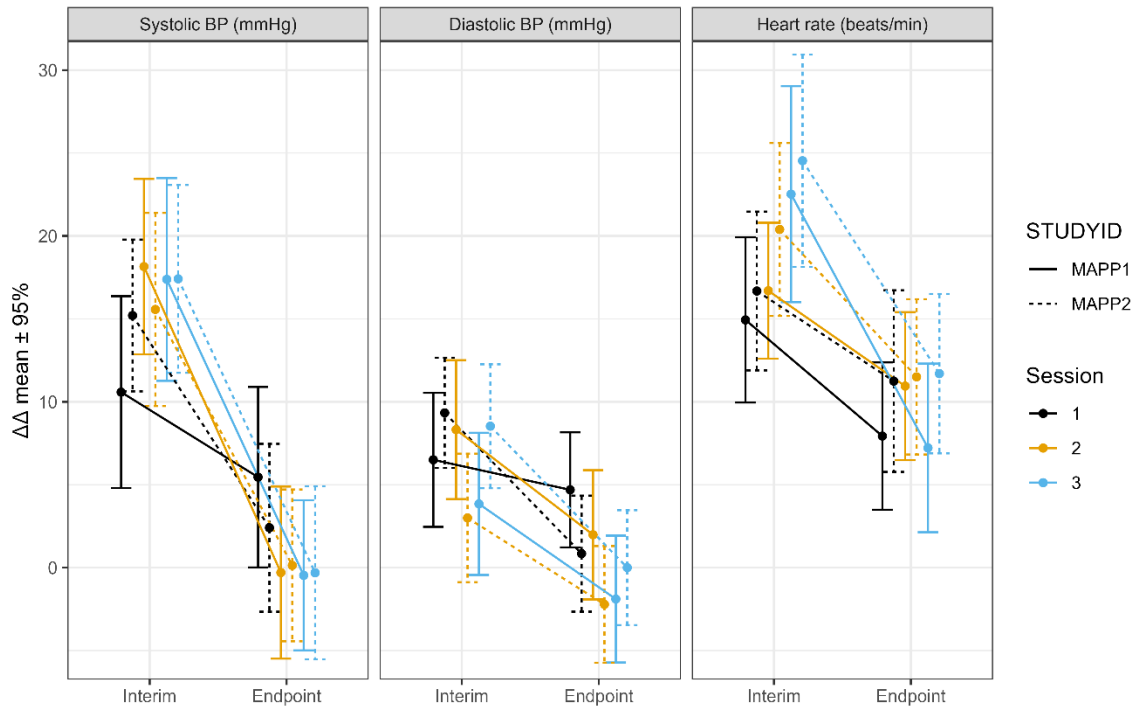 Systolic BP (mmHg)
Diastolic BP (mmHg)
Heart rate (beats/min)
ΔΔ mean ± 95%
30
20
10
0
Interim
Endpoint
Interim
Endpoint
Interim
Endpoint
STUDYID
MAPP1
MAPP2
Session
1
2
3